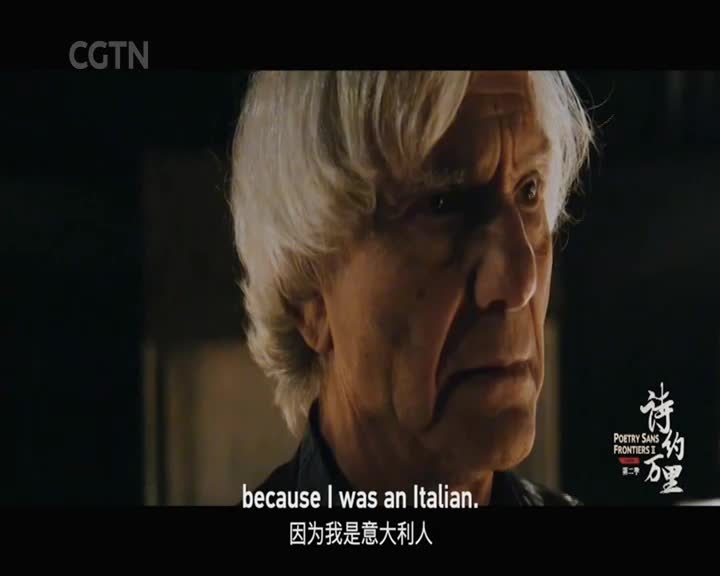 CGTN
诗约万里
POETRY SANS
FRONTIERS II
第二季
because I was an Italian.
因为我是意大利人